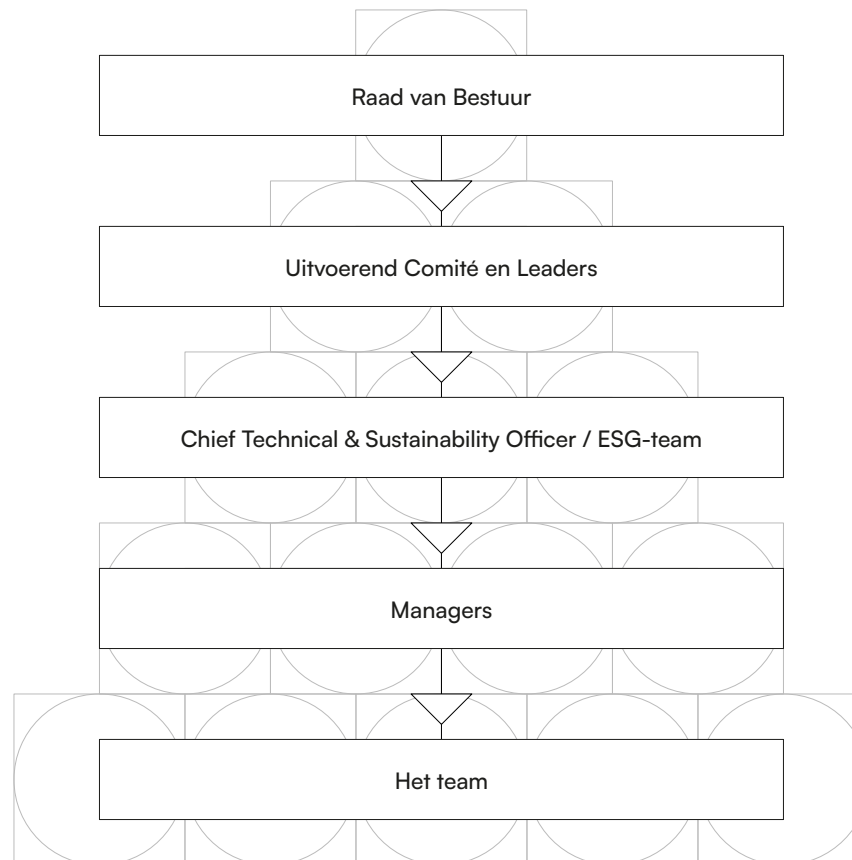 Raad van Bestuur
Uitvoerend Comité en Leaders
Chief Technical & Sustainability Officer / ESG-team
Managers
Het team